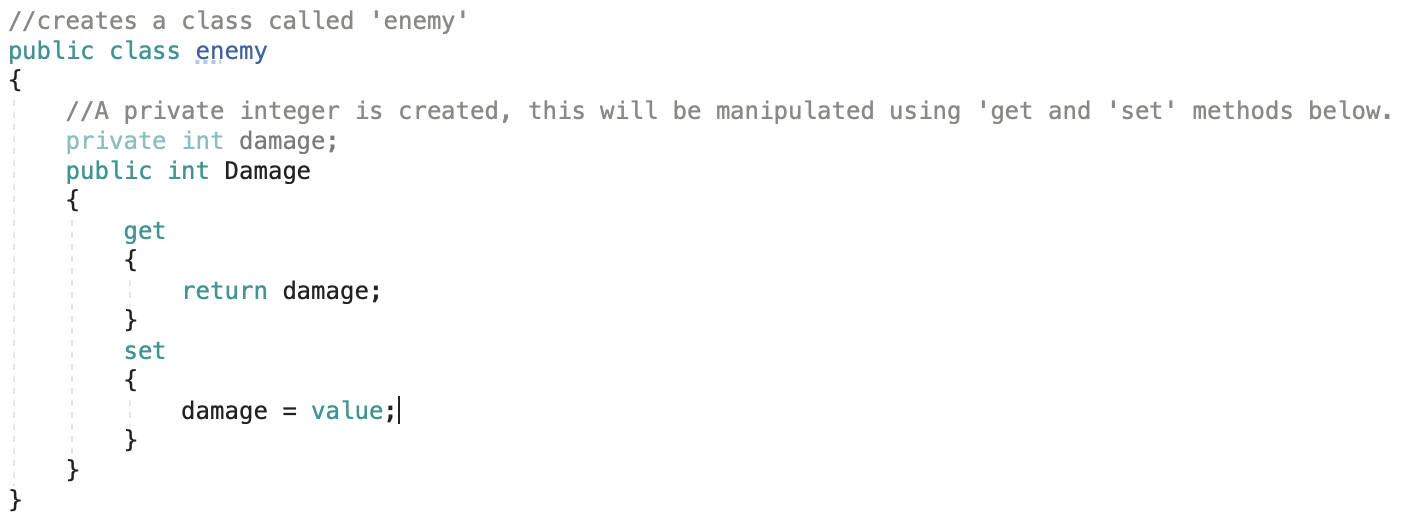 //creates a class called 'enemy'
public class enemy
{
//A private integer is created, this will be manipulated using 'get and 'set' methods below.
private int damage;
public int Damage
{
get
{
return damage;
}
set
{
damage = value;
}
}
}